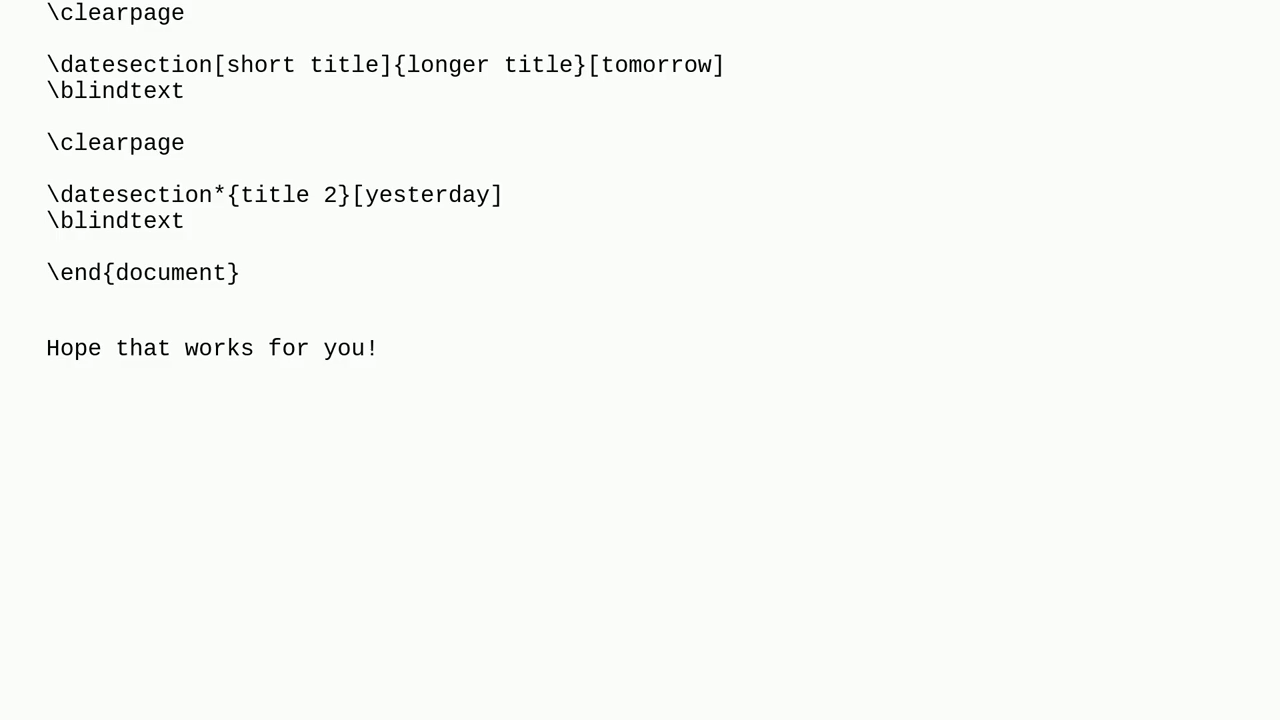 \clearpage
\datesection[short title]{longer title}[tomorrow]
\blindtext
\clearpage
\datesection*{title 2}[yesterday]
\blindtext
\end{document}
Hope that works for you!